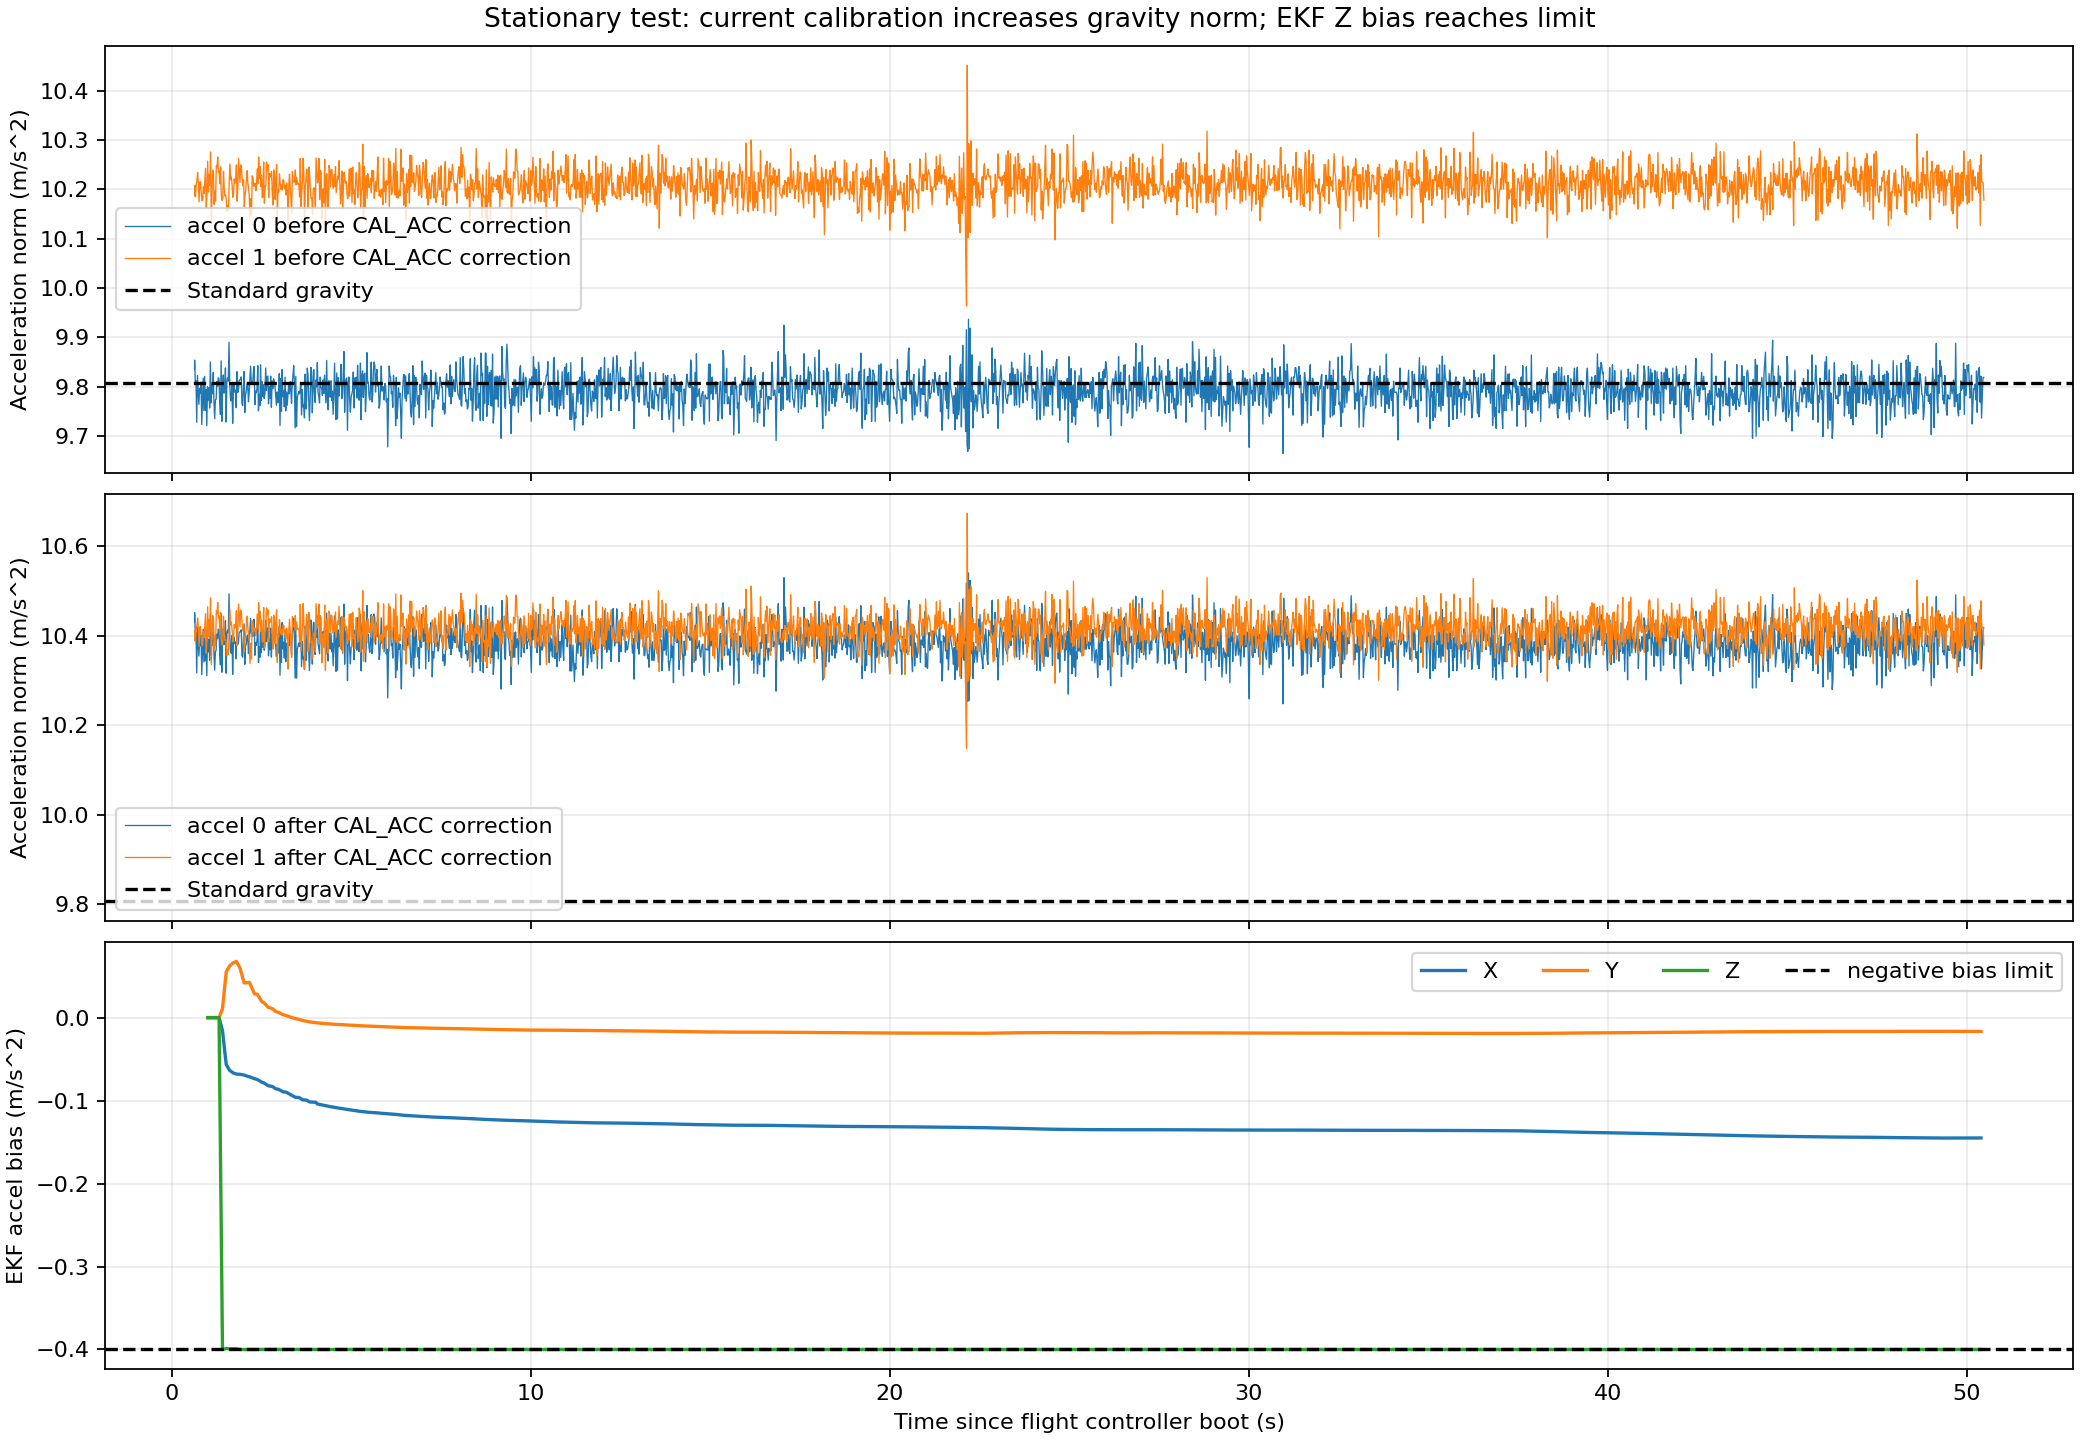 Stationary test: current calibration increases gravity norm; EKF Z bias reaches limit
Acceleration norm (m/s^2)
10.4
10.3
10.2
10.1
10.0
9.9
9.8
9.7
accel 0 before CAL_ACC correction
accel 1 before CAL_ACC correction
Standard gravity
Acceleration norm (m/s^2)
10.6
10.4
10.2
10.0
9.8
accel 0 after CAL_ACC correction
accel 1 after CAL_ACC correction
Standard gravity
EKF accel bias (m/s^2)
0.0
−0.1
−0.2
−0.3
−0.4
X Y Z negative bias limit
0 10 20 30 40 50
Time since flight controller boot (s)